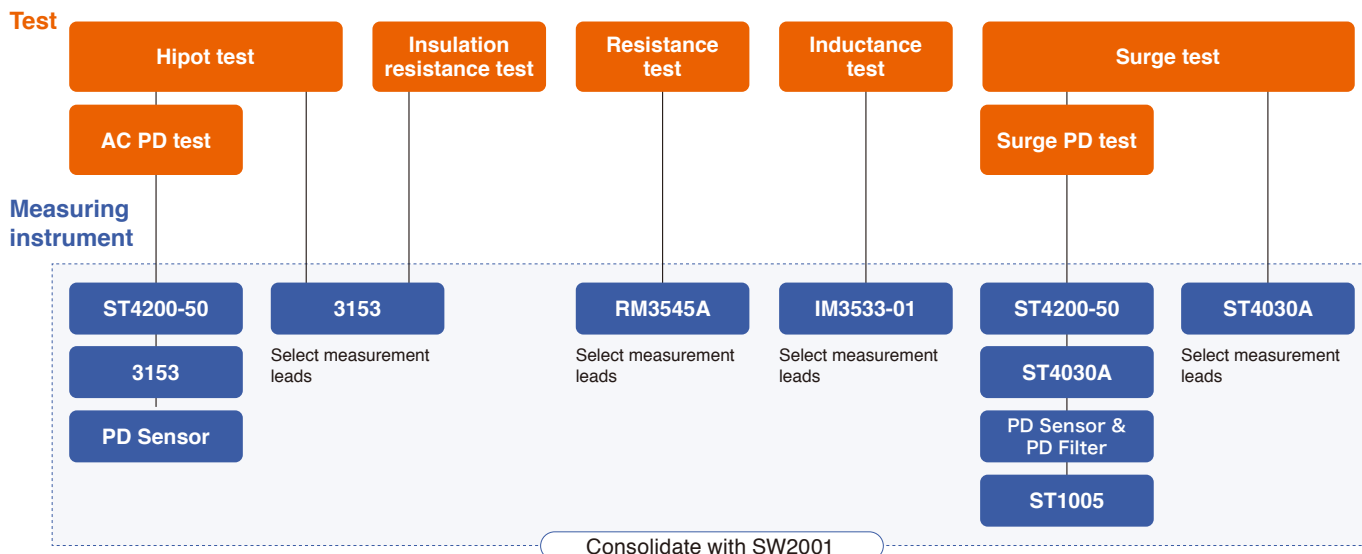 Test
Hipot test
Insulation
resistance test
Resistance
test
Inductance
test
Surge test
AC PD test
Surge PD test
Measuring
instrument
ST4200-50
3153
PD Sensor
3153
Select measurement
leads
RM3545A
Select measurement
leads
IM3533-01
Select measurement
leads
ST4200-50
ST4030A
PD Sensor &
PD Filter
ST1005
ST4030A
Select measurement
leads
Consolidate with SW2001